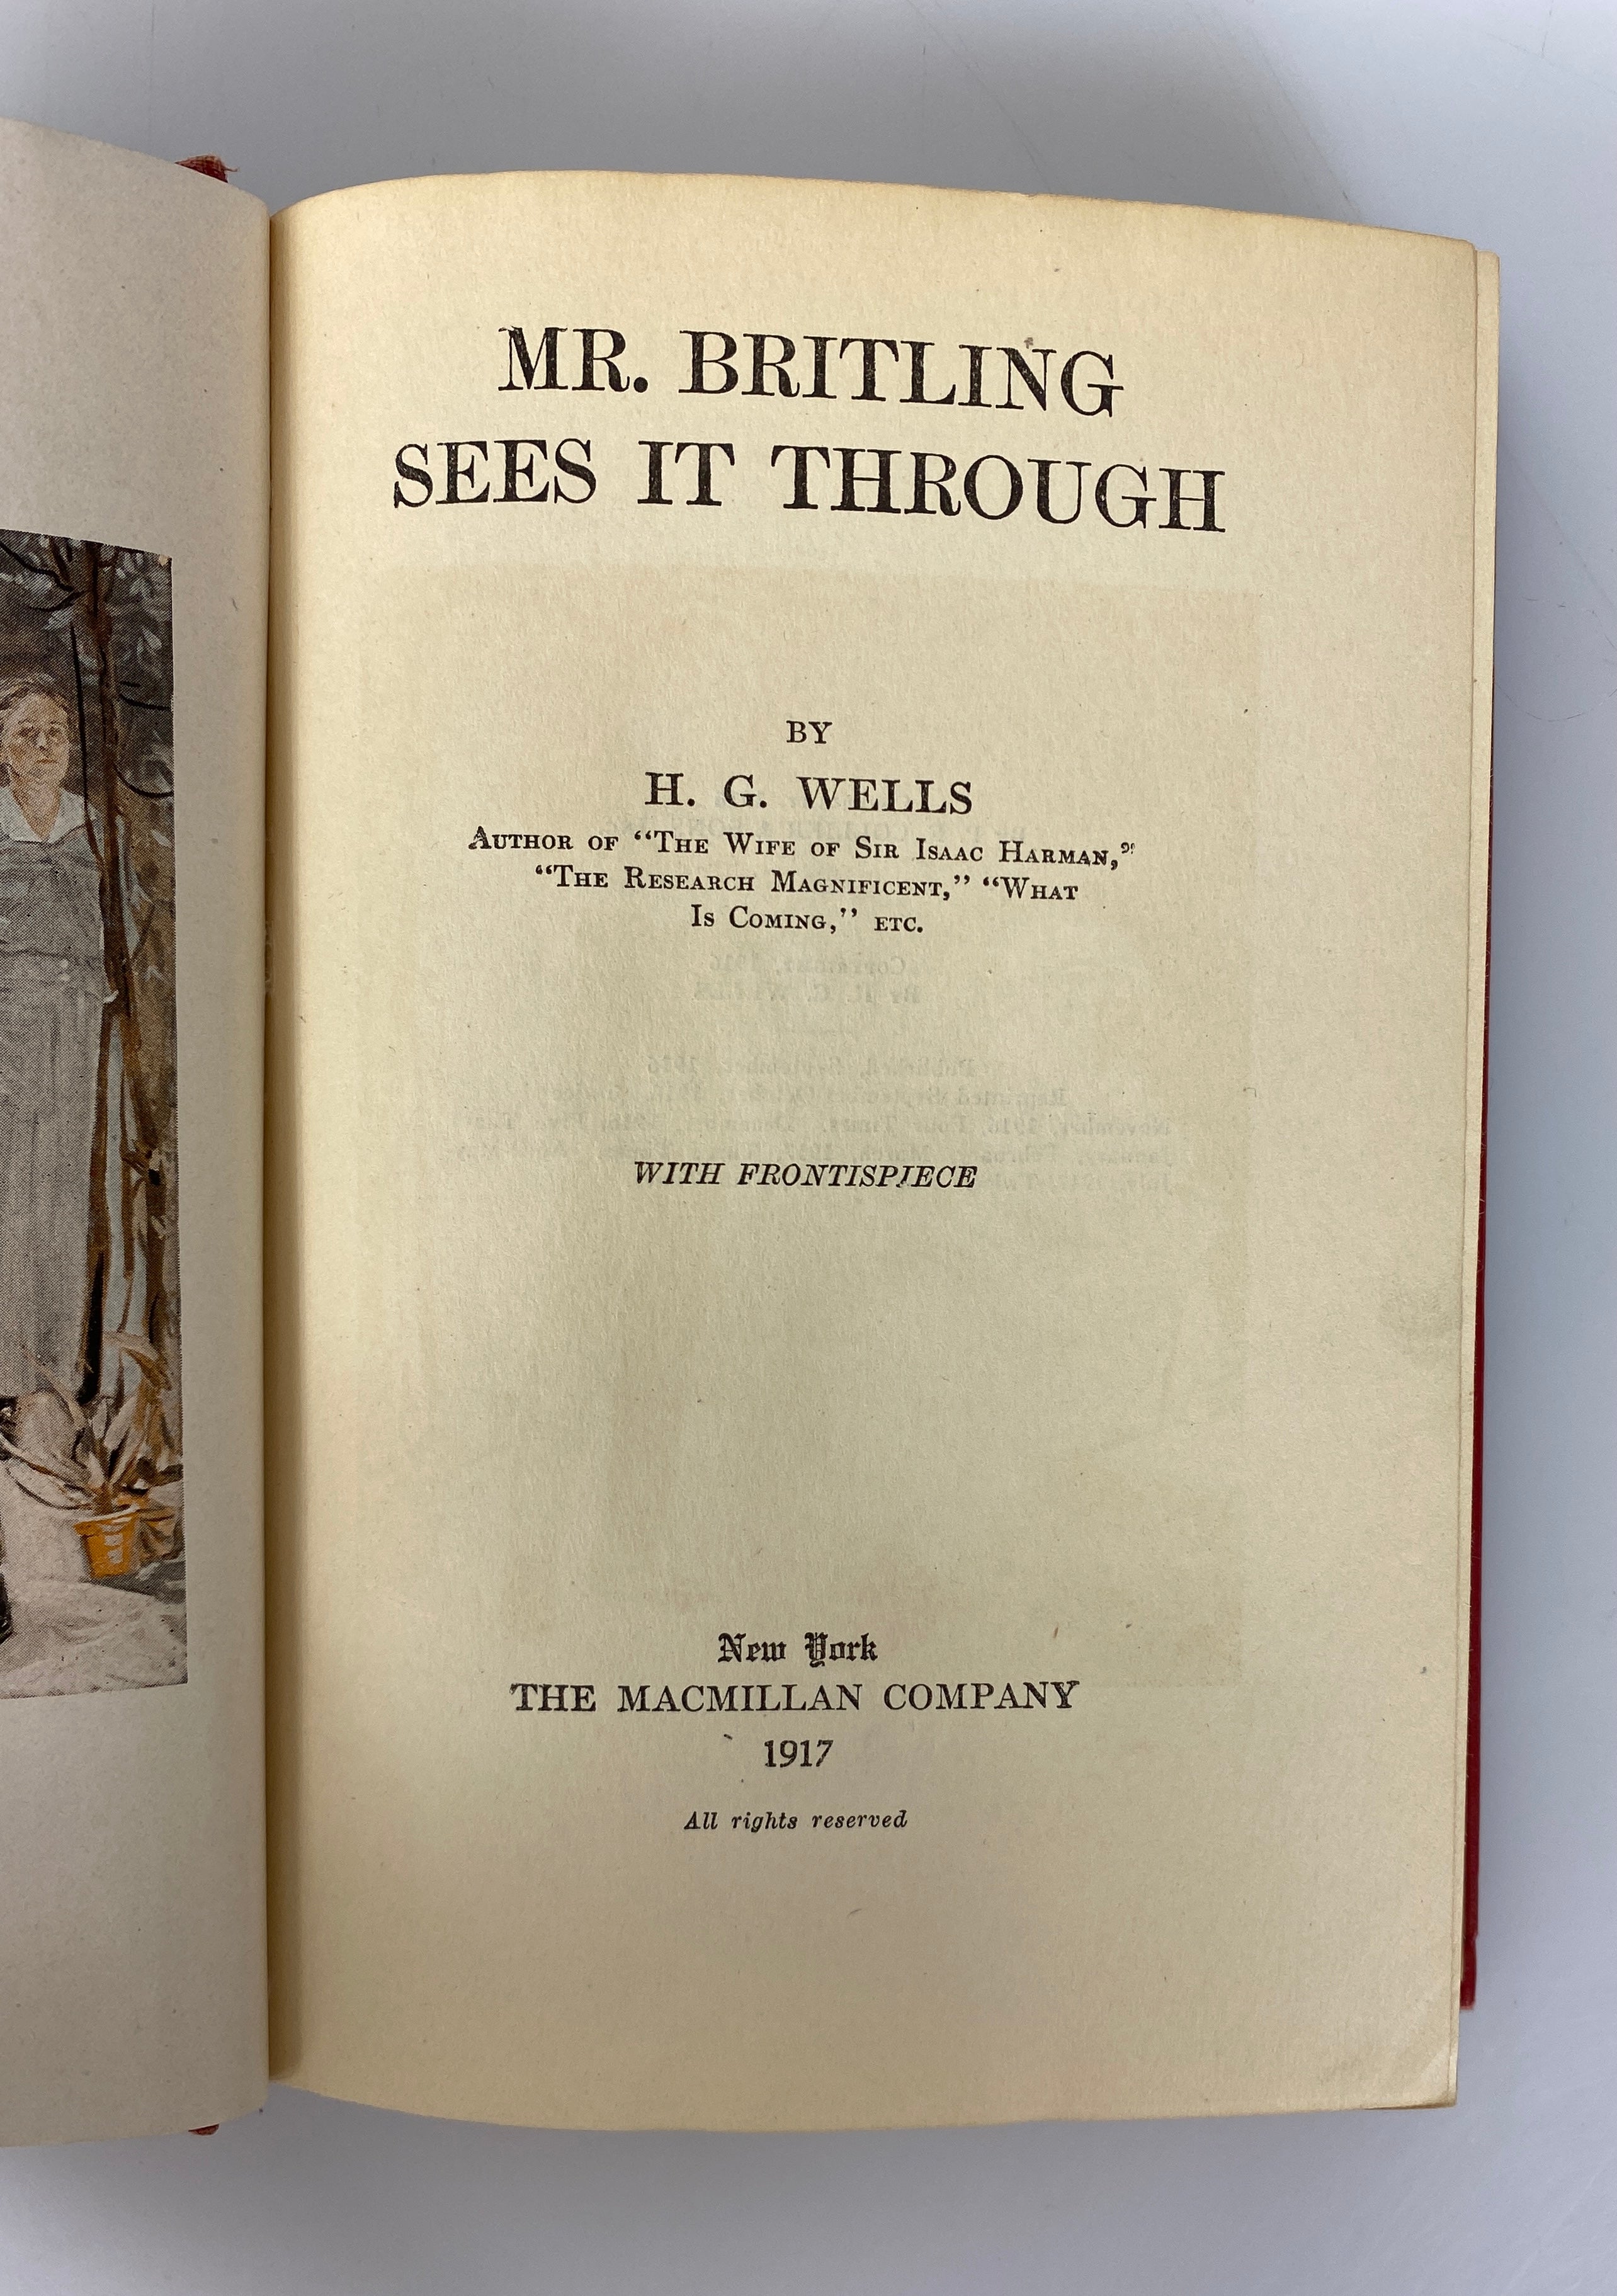 MR. BRITLING
SEES IT THROUGH
BY
H. G. WELLS
AUTHOR OF “THE WIFE OF SIR ISAAC HARMAN,”
“THE RESEARCH MAGNIFICENT,” “WHAT
IS COMING,” ETC.
WITH FRONTISPIECE
New York
THE MACMILLAN COMPANY
1917
All rights reserved